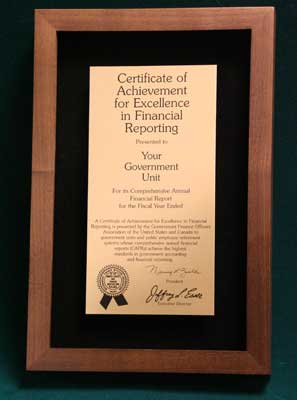 Certificate of
Achievement
for Excellence
in Financial
Reporting
Presented to
Your
Government
Unit
For its Comprehensive Annual
Financial Report
for the Fiscal Year Ended
A Certificate of Achievement for Excellence in Financial
Reporting is presented by the Government Finance Officers
Association of the United States and Canada to
government units and public employee retirement
systems whose comprehensive annual financial
reports (CAFRs) achieve the highest
standards in government accounting
and financial reporting.
President
Executive Director